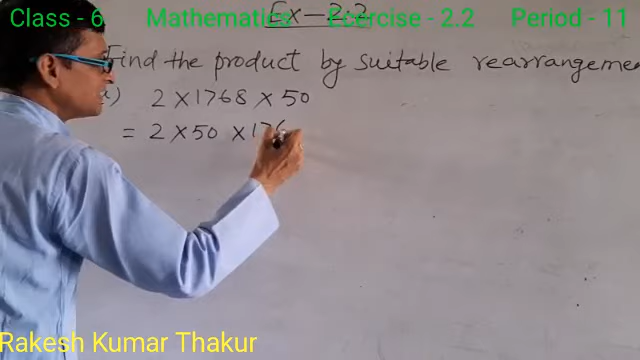 Class - 6 Mathematics Exercise - 2.2 Period - 11
Ex - 2.2
Find the product by suitable
2 × 1768 × 50
= 2 × 50 × 176
Rakesh Kumar Thakur